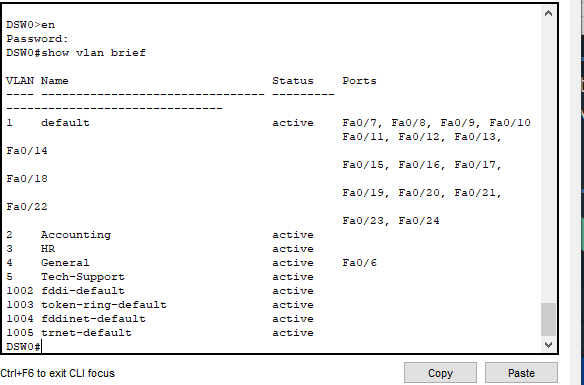 DSW0>en
Password:
DSW0#show vlan brief
VLAN Name                             Status    Ports
---- -------------------------------- ---------
-------------------------------
1    default                          active    Fa0/7, Fa0/8, Fa0/9, Fa0/10
                                                Fa0/11, Fa0/12, Fa0/13,
Fa0/14
                                                Fa0/15, Fa0/16, Fa0/17,
Fa0/18
                                                Fa0/19, Fa0/20, Fa0/21,
Fa0/22
                                                Fa0/23, Fa0/24
2    Accounting                       active
3    HR                               active
4    General                          active    Fa0/6
5    Tech-Support                     active
1002 fddi-default                     active
1003 token-ring-default               active
1004 fddinet-default                  active
1005 trnet-default                    active
DSW0#
Ctrl+F6 to exit CLI focus
Copy
Paste